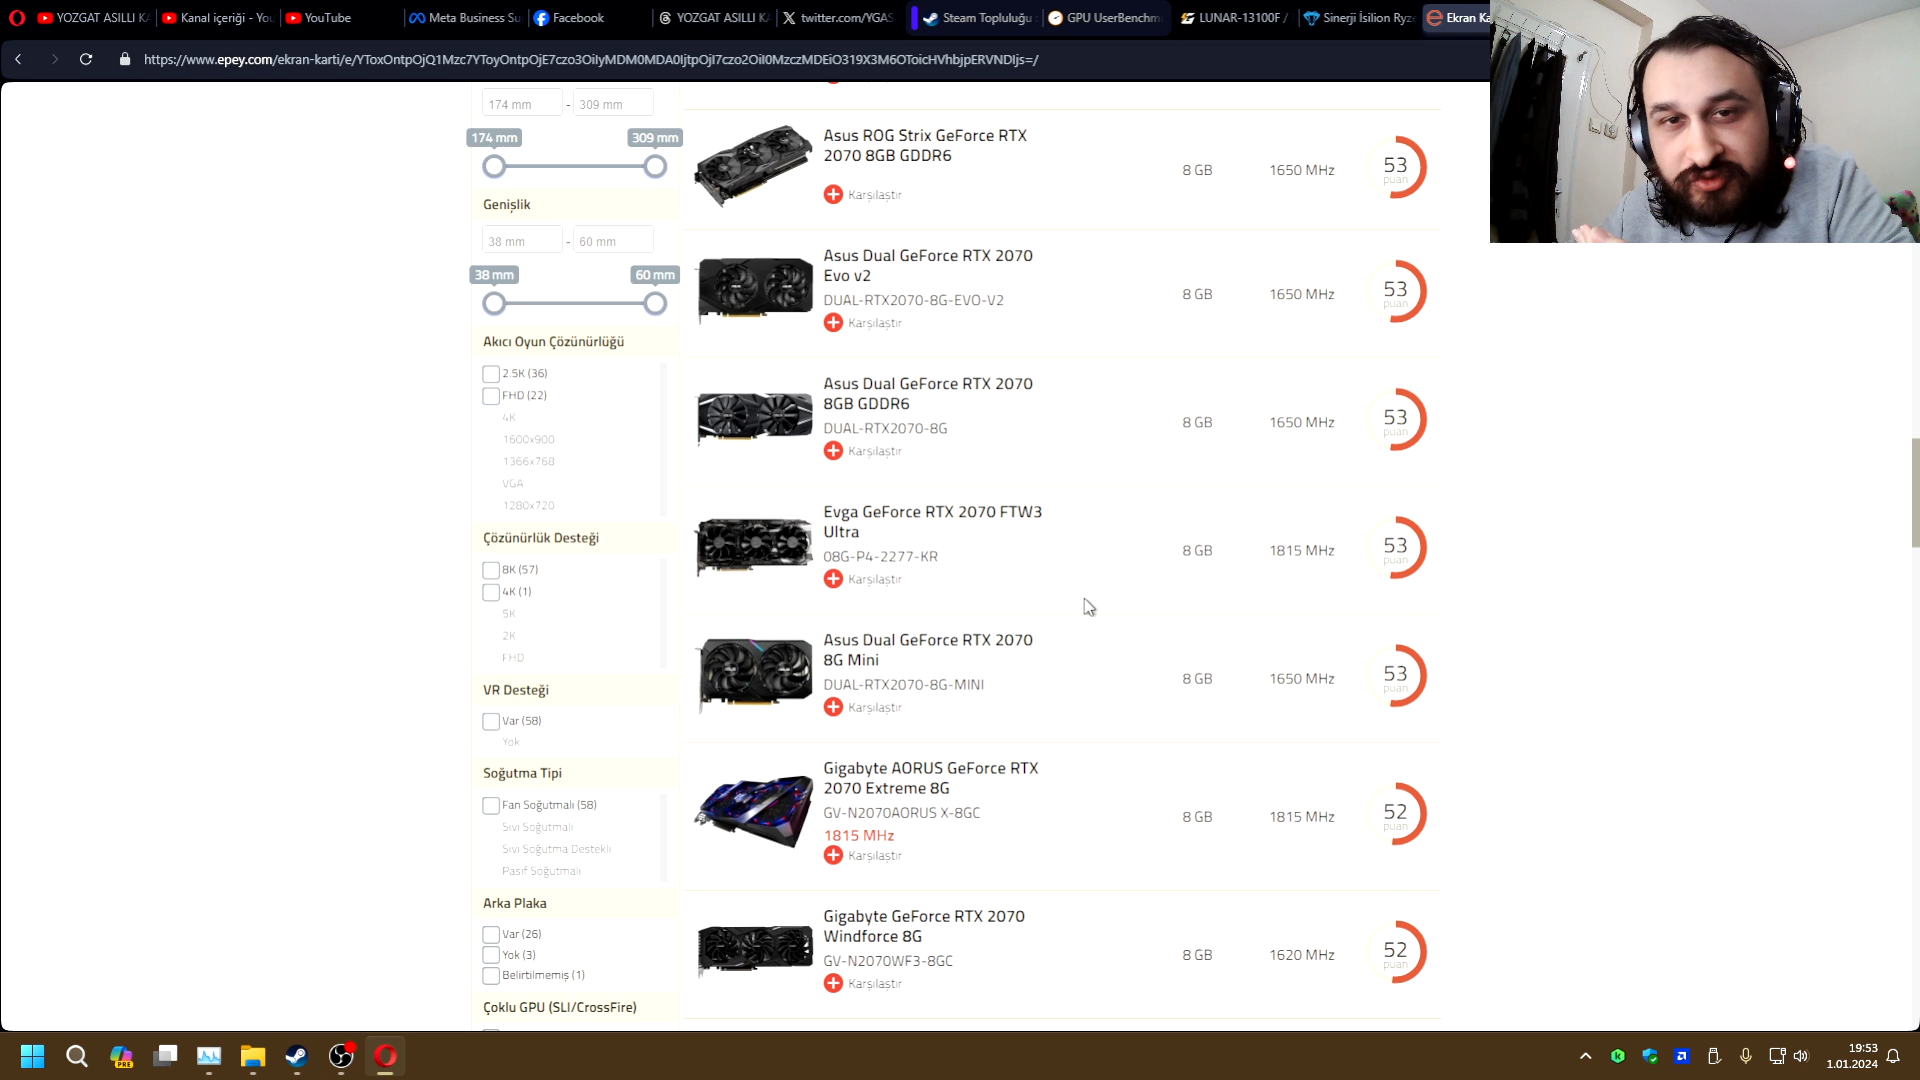 YOZGAT ASILLI KA
Kanal içeriği - You
YouTube
Meta Business Su
Facebook
YOZGAT ASILLI KA
twitter.com/YGAS
Steam Topluluğu :
GPU UserBenchm
LUNAR-13100F /
Sinerji İsilion Ryze
Ekran Ka
https://www.epey.com/ekran-karti/e/YToxOntpOjQ1Mzc7YToyOntpOjE7czo3OiIyMDM0MDA0IjtpOjI7czo2OiI0MzczMDEiO319X3M6OToicHVhbjpERVNDIjs=/
174 mm - 309 mm
174 mm
309 mm
Genişlik
38 mm - 60 mm
38 mm
60 mm
Akıcı Oyun Çözünürlüğü
2.5K (36)
FHD (22)
4K
1600x900
1366x768
VGA
1280x720
Çözünürlük Desteği
8K (57)
4K (1)
5K
2K
FHD
VR Desteği
Var (58)
Yok
Soğutma Tipi
Fan Soğutmalı (58)
Sıvı Soğutmalı
Sıvı Soğutma Destekli
Pasif Soğutmalı
Arka Plaka
Var (26)
Yok (3)
Belirtilmemiş (1)
Çoklu GPU (SLI/CrossFire)
Asus ROG Strix GeForce RTX
2070 8GB GDDR6
Karşılaştır
8 GB
1650 MHz
53
puan
Asus Dual GeForce RTX 2070
Evo v2
DUAL-RTX2070-8G-EVO-V2
Karşılaştır
8 GB
1650 MHz
53
puan
Asus Dual GeForce RTX 2070
8GB GDDR6
DUAL-RTX2070-8G
Karşılaştır
8 GB
1650 MHz
53
puan
Evga GeForce RTX 2070 FTW3
Ultra
08G-P4-2277-KR
Karşılaştır
8 GB
1815 MHz
53
puan
Asus Dual GeForce RTX 2070
8G Mini
DUAL-RTX2070-8G-MINI
Karşılaştır
8 GB
1650 MHz
53
puan
Gigabyte AORUS GeForce RTX
2070 Extreme 8G
GV-N2070AORUS X-8GC
1815 MHz
Karşılaştır
8 GB
1815 MHz
52
puan
Gigabyte GeForce RTX 2070
Windforce 8G
GV-N2070WF3-8GC
Karşılaştır
8 GB
1620 MHz
52
puan
PRE
19:53
1.01.2024